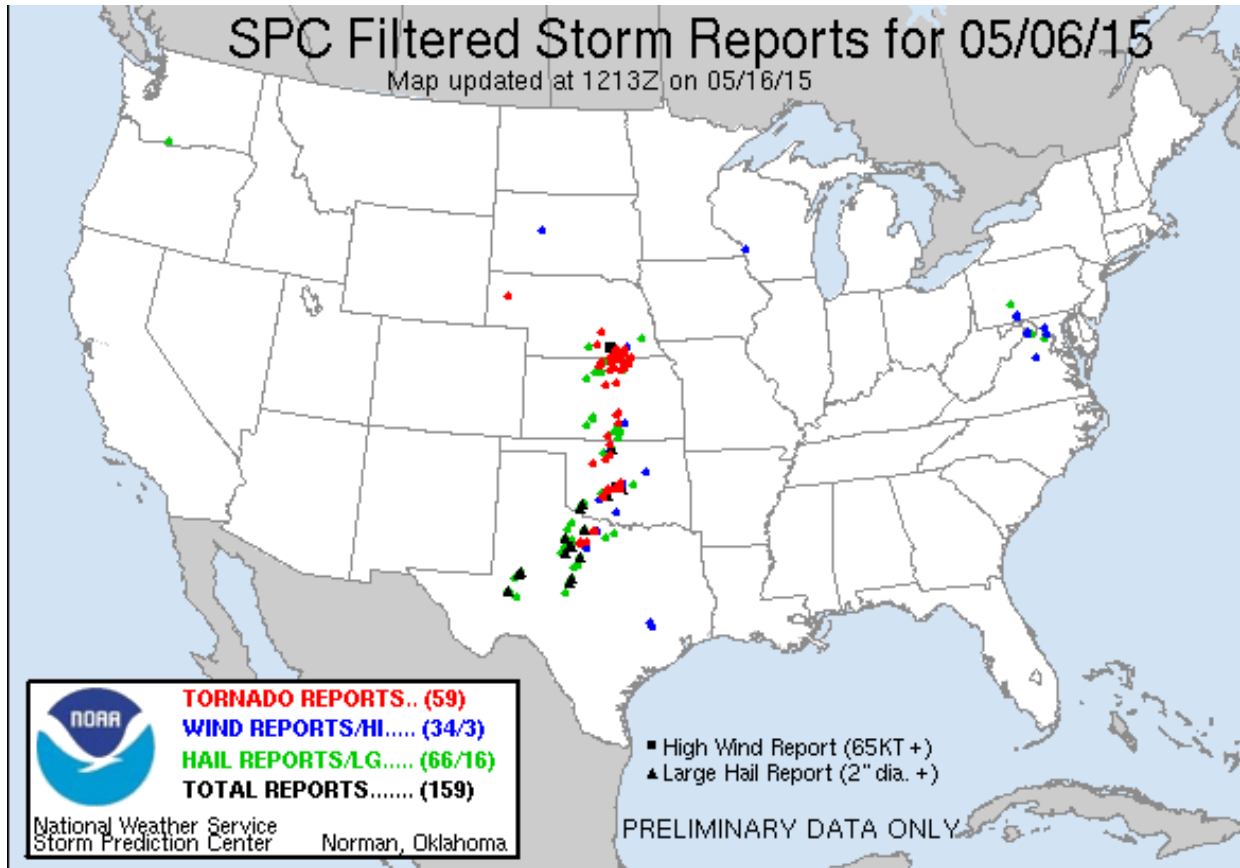 SPC Filtered Storm Reports for 05/06/15
Map updated at 1213Z on 05/16/15
NOAA
TORNADO REPORTS.. (59)
WIND REPORTS/HI..... (34/3)
HAIL REPORTS/LG..... (66/16)
TOTAL REPORTS....... (159)
National Weather Service
Storm Prediction Center Norman, Oklahoma
High Wind Report (65KT +)
Large Hail Report (2" dia. +)
PRELIMINARY DATA ONLY